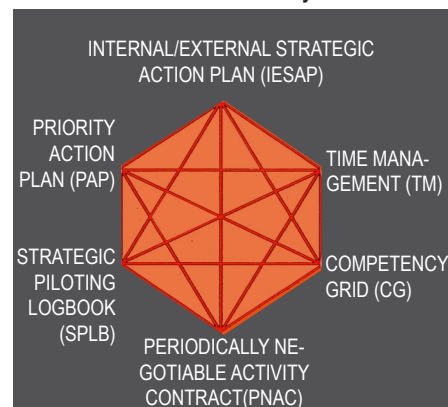 INTERNAL/EXTERNAL STRATEGIC
ACTION PLAN (IESAP)
PRIORITY
ACTION
PLAN (PAP)
TIME MANA-
GEMENT (TM)
STRATEGIC
PILOTING
LOGBOOK
(SPLB)
COMPETENCY
GRID (CG)
PERIODICALLY NE-
GOTIABLE ACTIVITY
CONTRACT(PNAC)